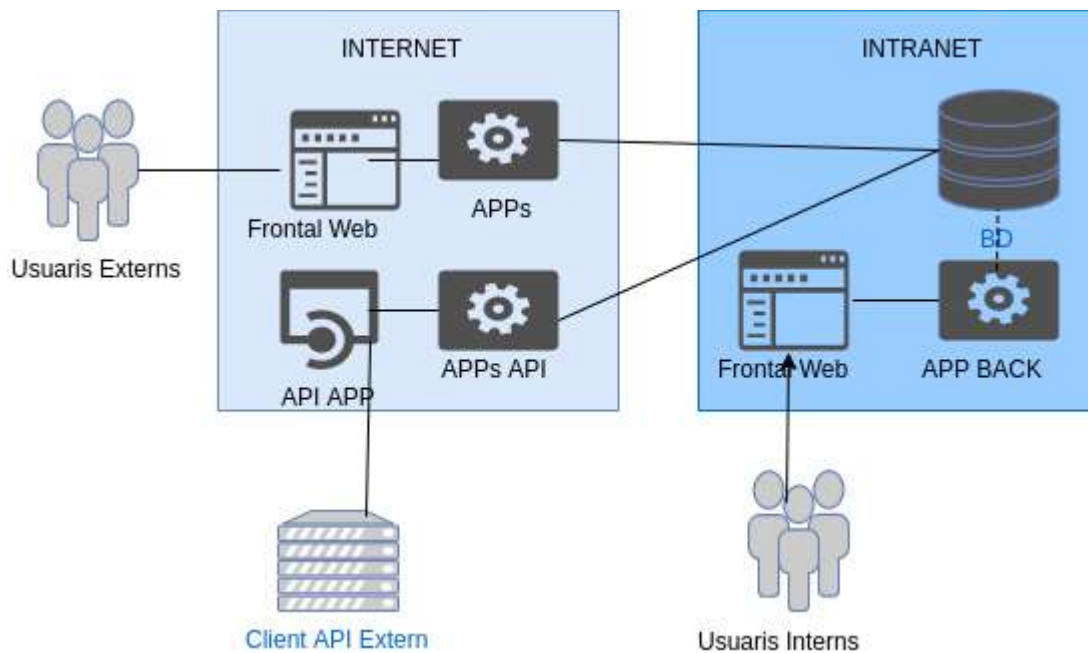 INTERNET
INTRANET
Frontal Web
APPs
Usuaris Externs
BD
API APP
APPs API
Frontal Web
APP BACK
Client API Extern
Usuaris Interns